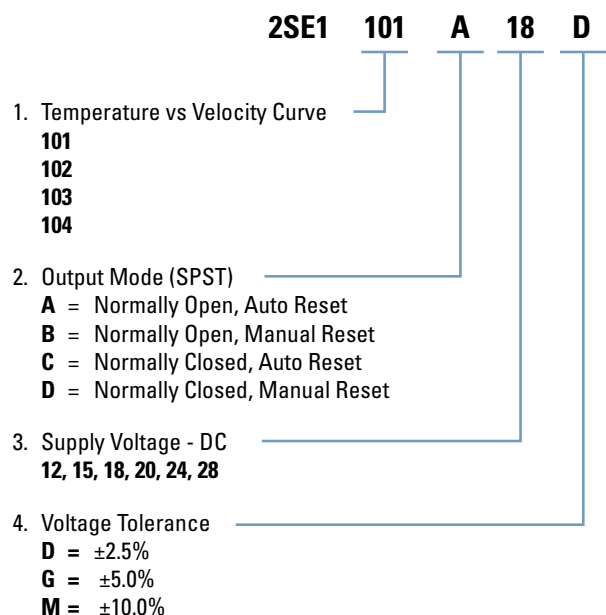 2SE1 101 A 18 D
1. Temperature vs Velocity Curve
101
102
103
104
2. Output Mode (SPST)
A = Normally Open, Auto Reset
B = Normally Open, Manual Reset
C = Normally Closed, Auto Reset
D = Normally Closed, Manual Reset
3. Supply Voltage - DC
12, 15, 18, 20, 24, 28
4. Voltage Tolerance
D = ±2.5%
G = ±5.0%
M = ±10.0%